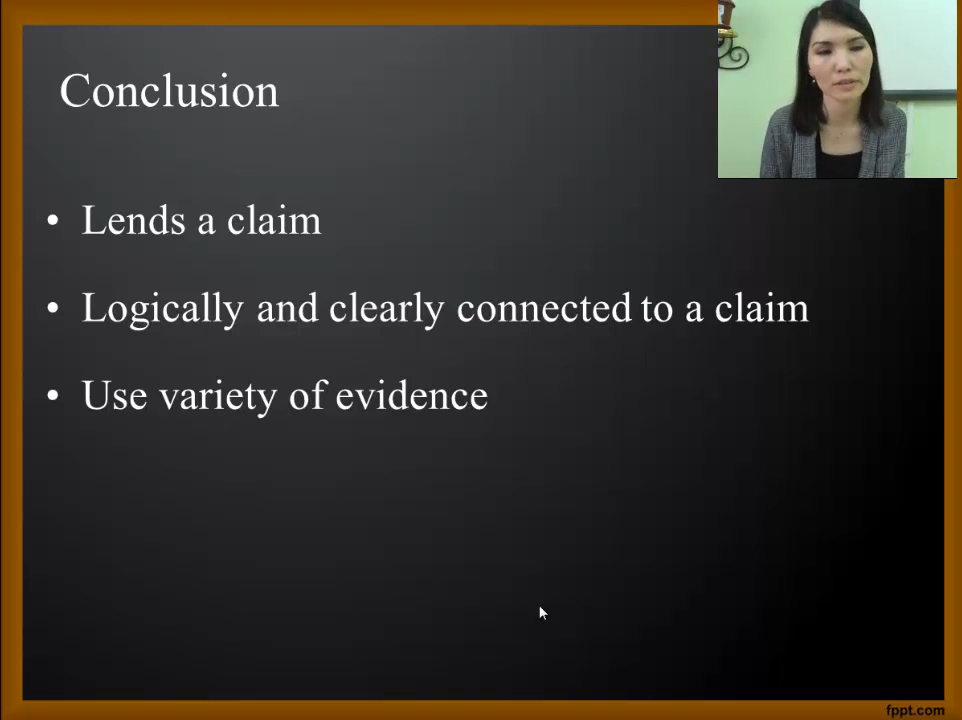 Conclusion
• Lends a claim
• Logically and clearly connected to a claim
• Use variety of evidence
fppt.com